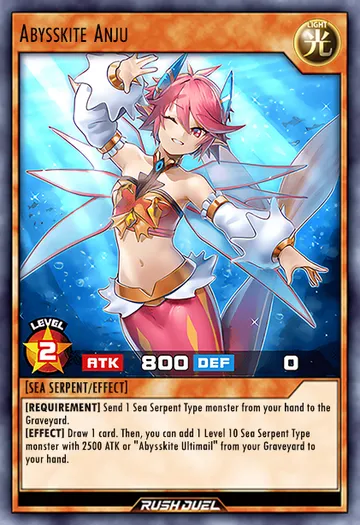 Abysskite Anju
LIGHT
光
LEVEL
2
ATK 800 DEF 0
[SEA SERPENT/EFFECT]
[REQUIREMENT] Send 1 Sea Serpent Type monster from your hand to the
Graveyard.
[EFFECT] Draw 1 card. Then, you can add 1 Level 10 Sea Serpent Type
monster with 2500 ATK or "Abysskite Ultimail" from your Graveyard to
your hand.
RUSH DUEL